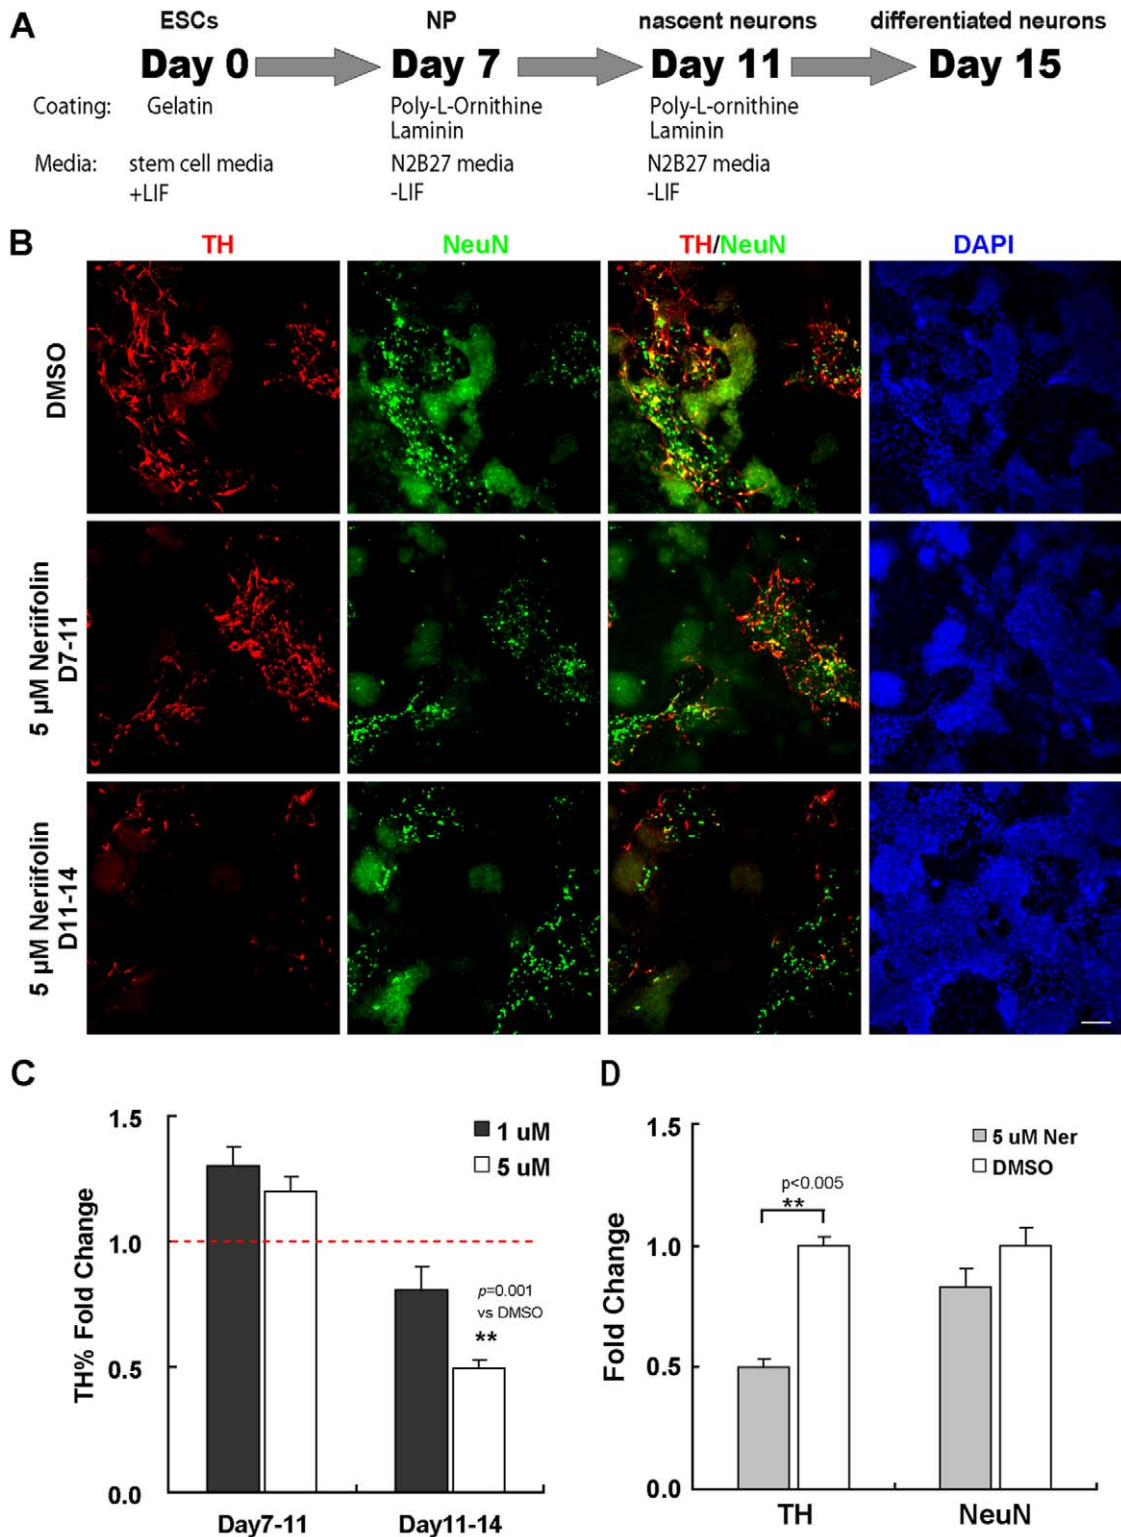 A
ESCs
NP
nascent neurons
differentiated neurons
Day 0
Day 7
Day 11
Day 15
Coating:
Gelatin
Poly-L-Ornithine
Laminin
Poly-L-ornithine
Laminin
Media:
stem cell media
+LIF
N2B27 media
-LIF
N2B27 media
-LIF
B
TH
NeuN
TH/NeuN
DAPI
DMSO
5 µM Neriifolin
D7-11
5 µM Neriifolin
D11-14
C
TH% Fold Change
1.5
1.0
0.5
0.0
1 uM
5 uM
p=0.001
vs DMSO
**
Day7-11
Day11-14
D
Fold Change
1.5
1.0
0.5
0.0
5 uM Ner
DMSO
p<0.005
**
TH
NeuN